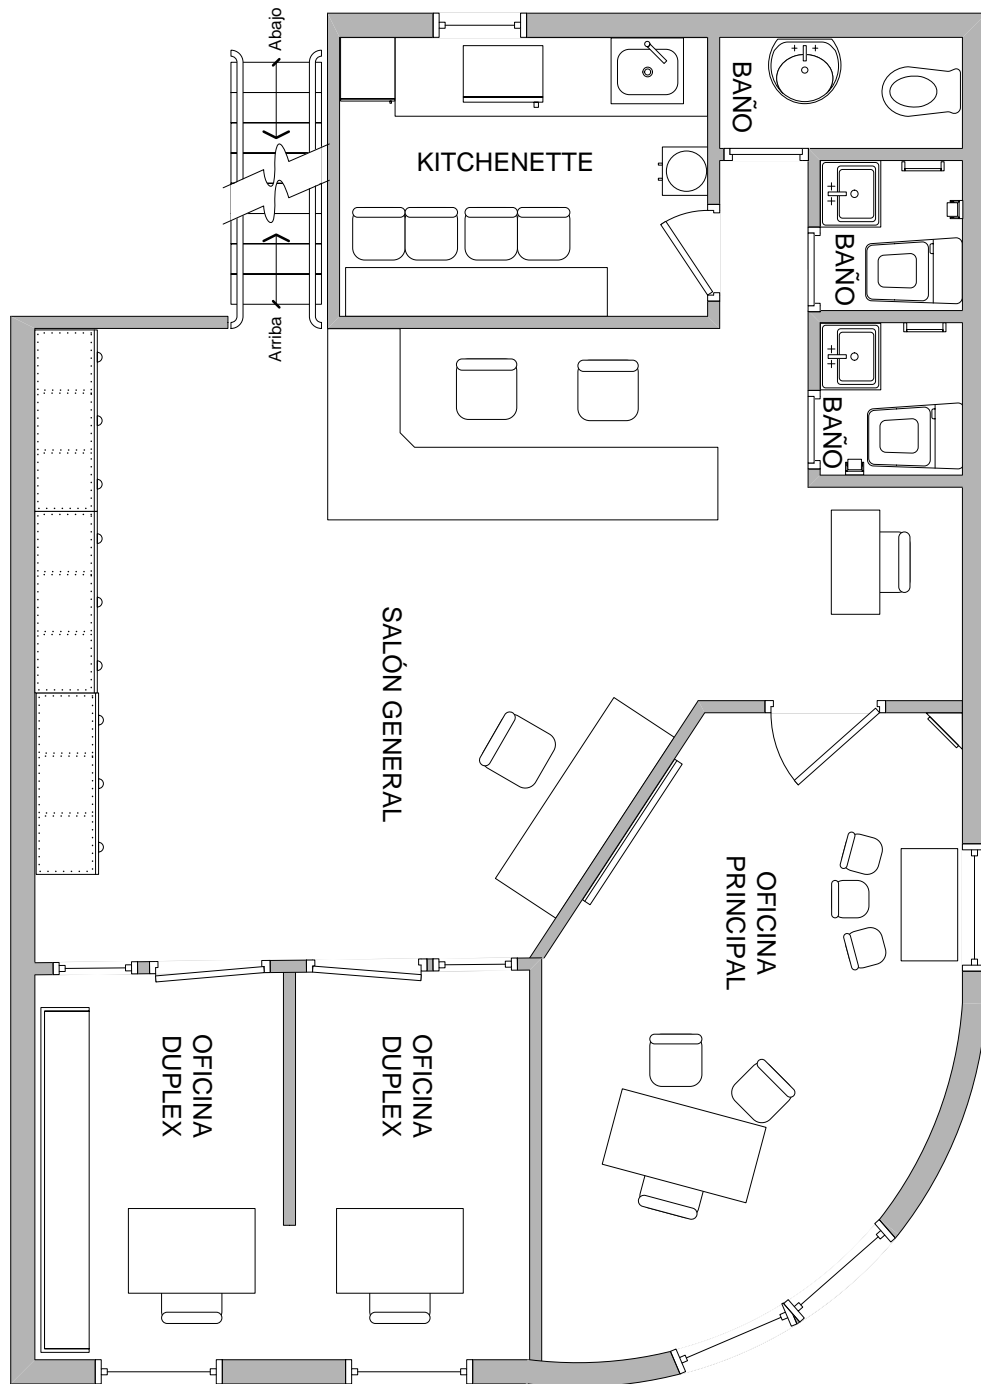 Abajo
Arriba
KITCHENETTE
BAÑO
BAÑO
BAÑO
SALÓN GENERAL
OFICINA
PRINCIPAL
OFICINA
DUPLEX
OFICINA
DUPLEX